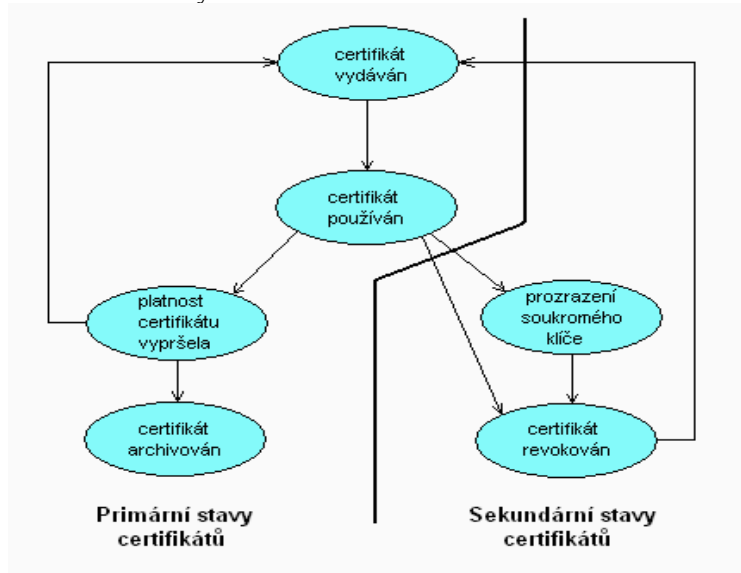 certifikát
vydáván
certifikát
používán
platnost
certifikátu
vypršela
prozrazení
soukromého
klíče
certifikát
archivován
certifikát
revokován
Primární stavy
certifikátů
Sekundární stavy
certifikátů